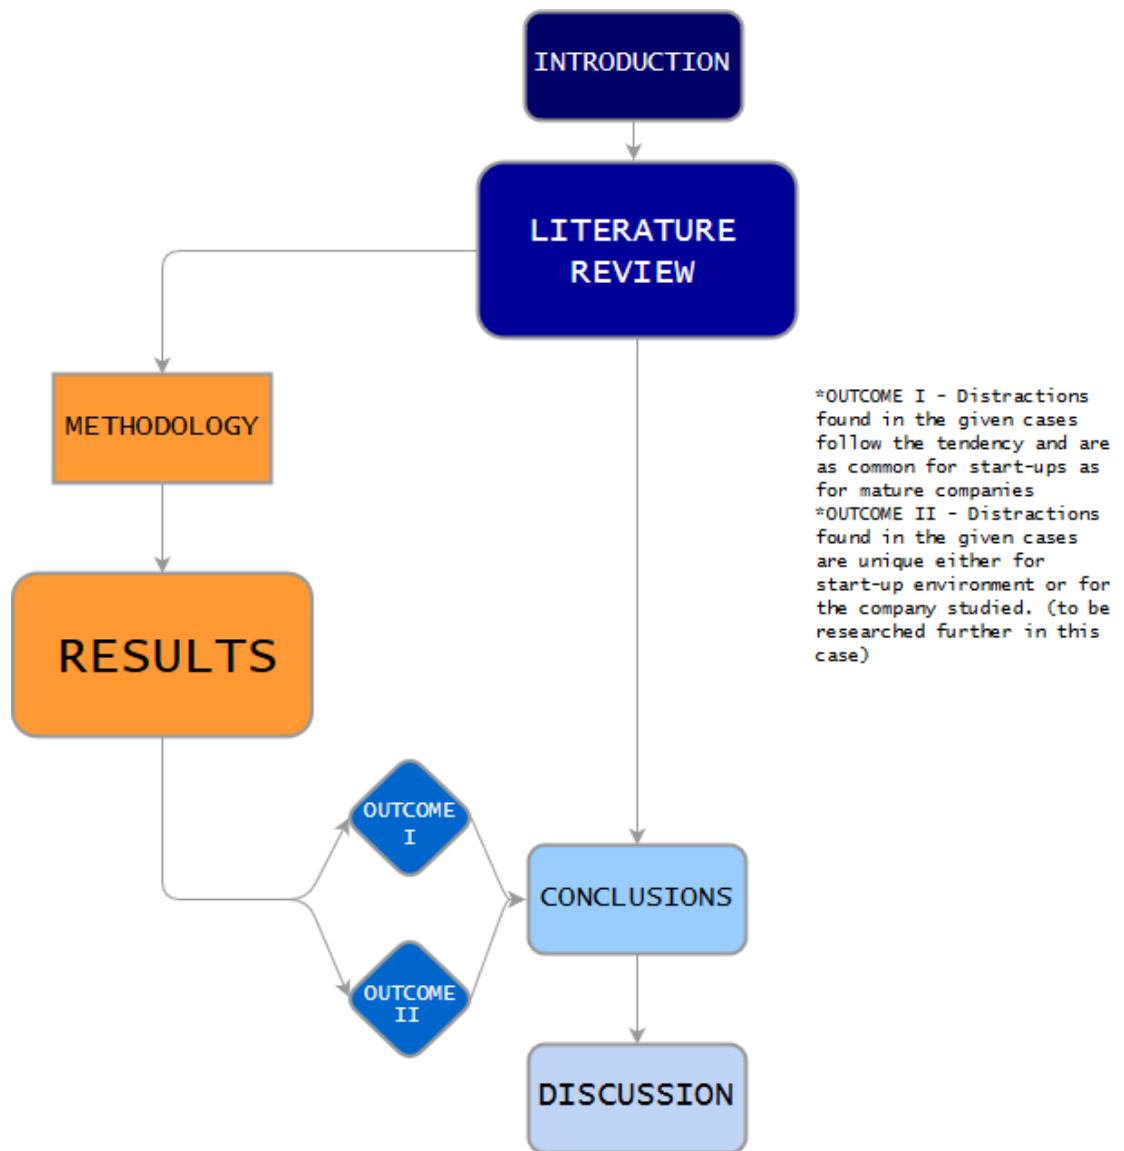 INTRODUCTION
LITERATURE
REVIEW
METHODOLOGY
*OUTCOME I - Distractions
found in the given cases
follow the tendency and are
as common for start-ups as
for mature companies
*OUTCOME II - Distractions
found in the given cases
are unique either for
start-up environment or for
the company studied. (to be
researched further in this
case)
RESULTS
OUTCOME
I
CONCLUSIONS
OUTCOME
II
DISCUSSION